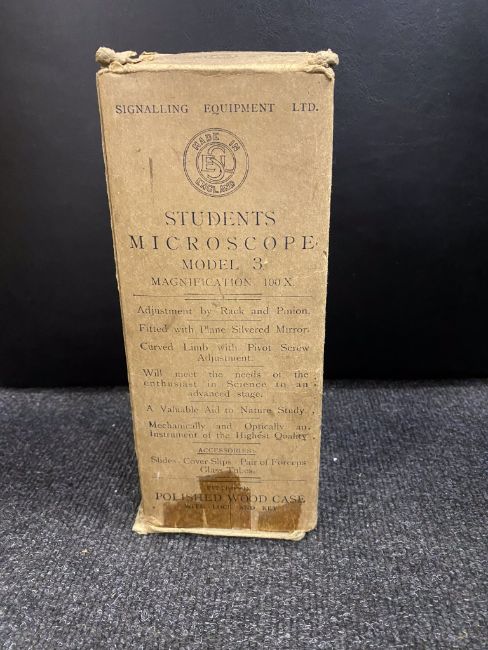 SIGNALLING EQUIPMENT LTD.
MADE IN
SEL
ENGLAND
STUDENTS
MICROSCOPE
MODEL 3
MAGNIFICATION 100X
Adjustment by Rack and Pinion.
Fitted with Plane Silvered Mirror.
Curved Limb with Pivot Screw
Adjustment.
Will meet the needs of the
enthusiast in Science to an
advanced stage.
A Valuable Aid to Nature Study.
Mechanically and Optically an
Instrument of the Highest Quality
ACCESSORIES:-
Slides Cover Slips Pair of Forceps
Glass Tubes.
POLISHED WOOD CASE
WITH LOCK AND KEY